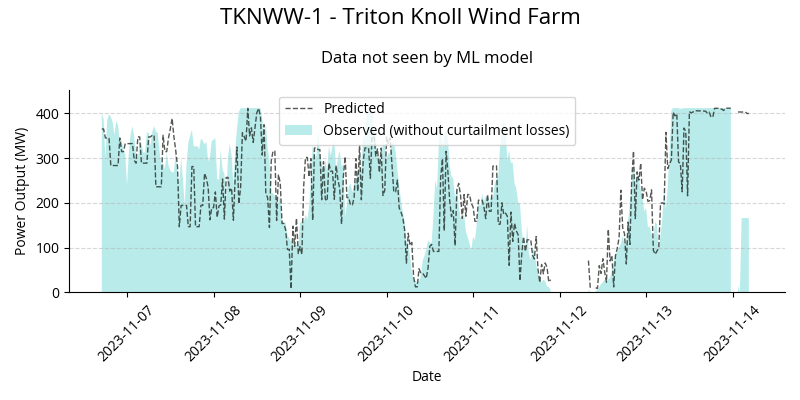 TKNWW-1 - Triton Knoll Wind Farm
Data not seen by ML model
Predicted
Observed (without curtailment losses)
Power Output (MW)
400
300
200
100
0
2023-11-07
2023-11-08
2023-11-09
2023-11-10
2023-11-11
2023-11-12
2023-11-13
2023-11-14
Date